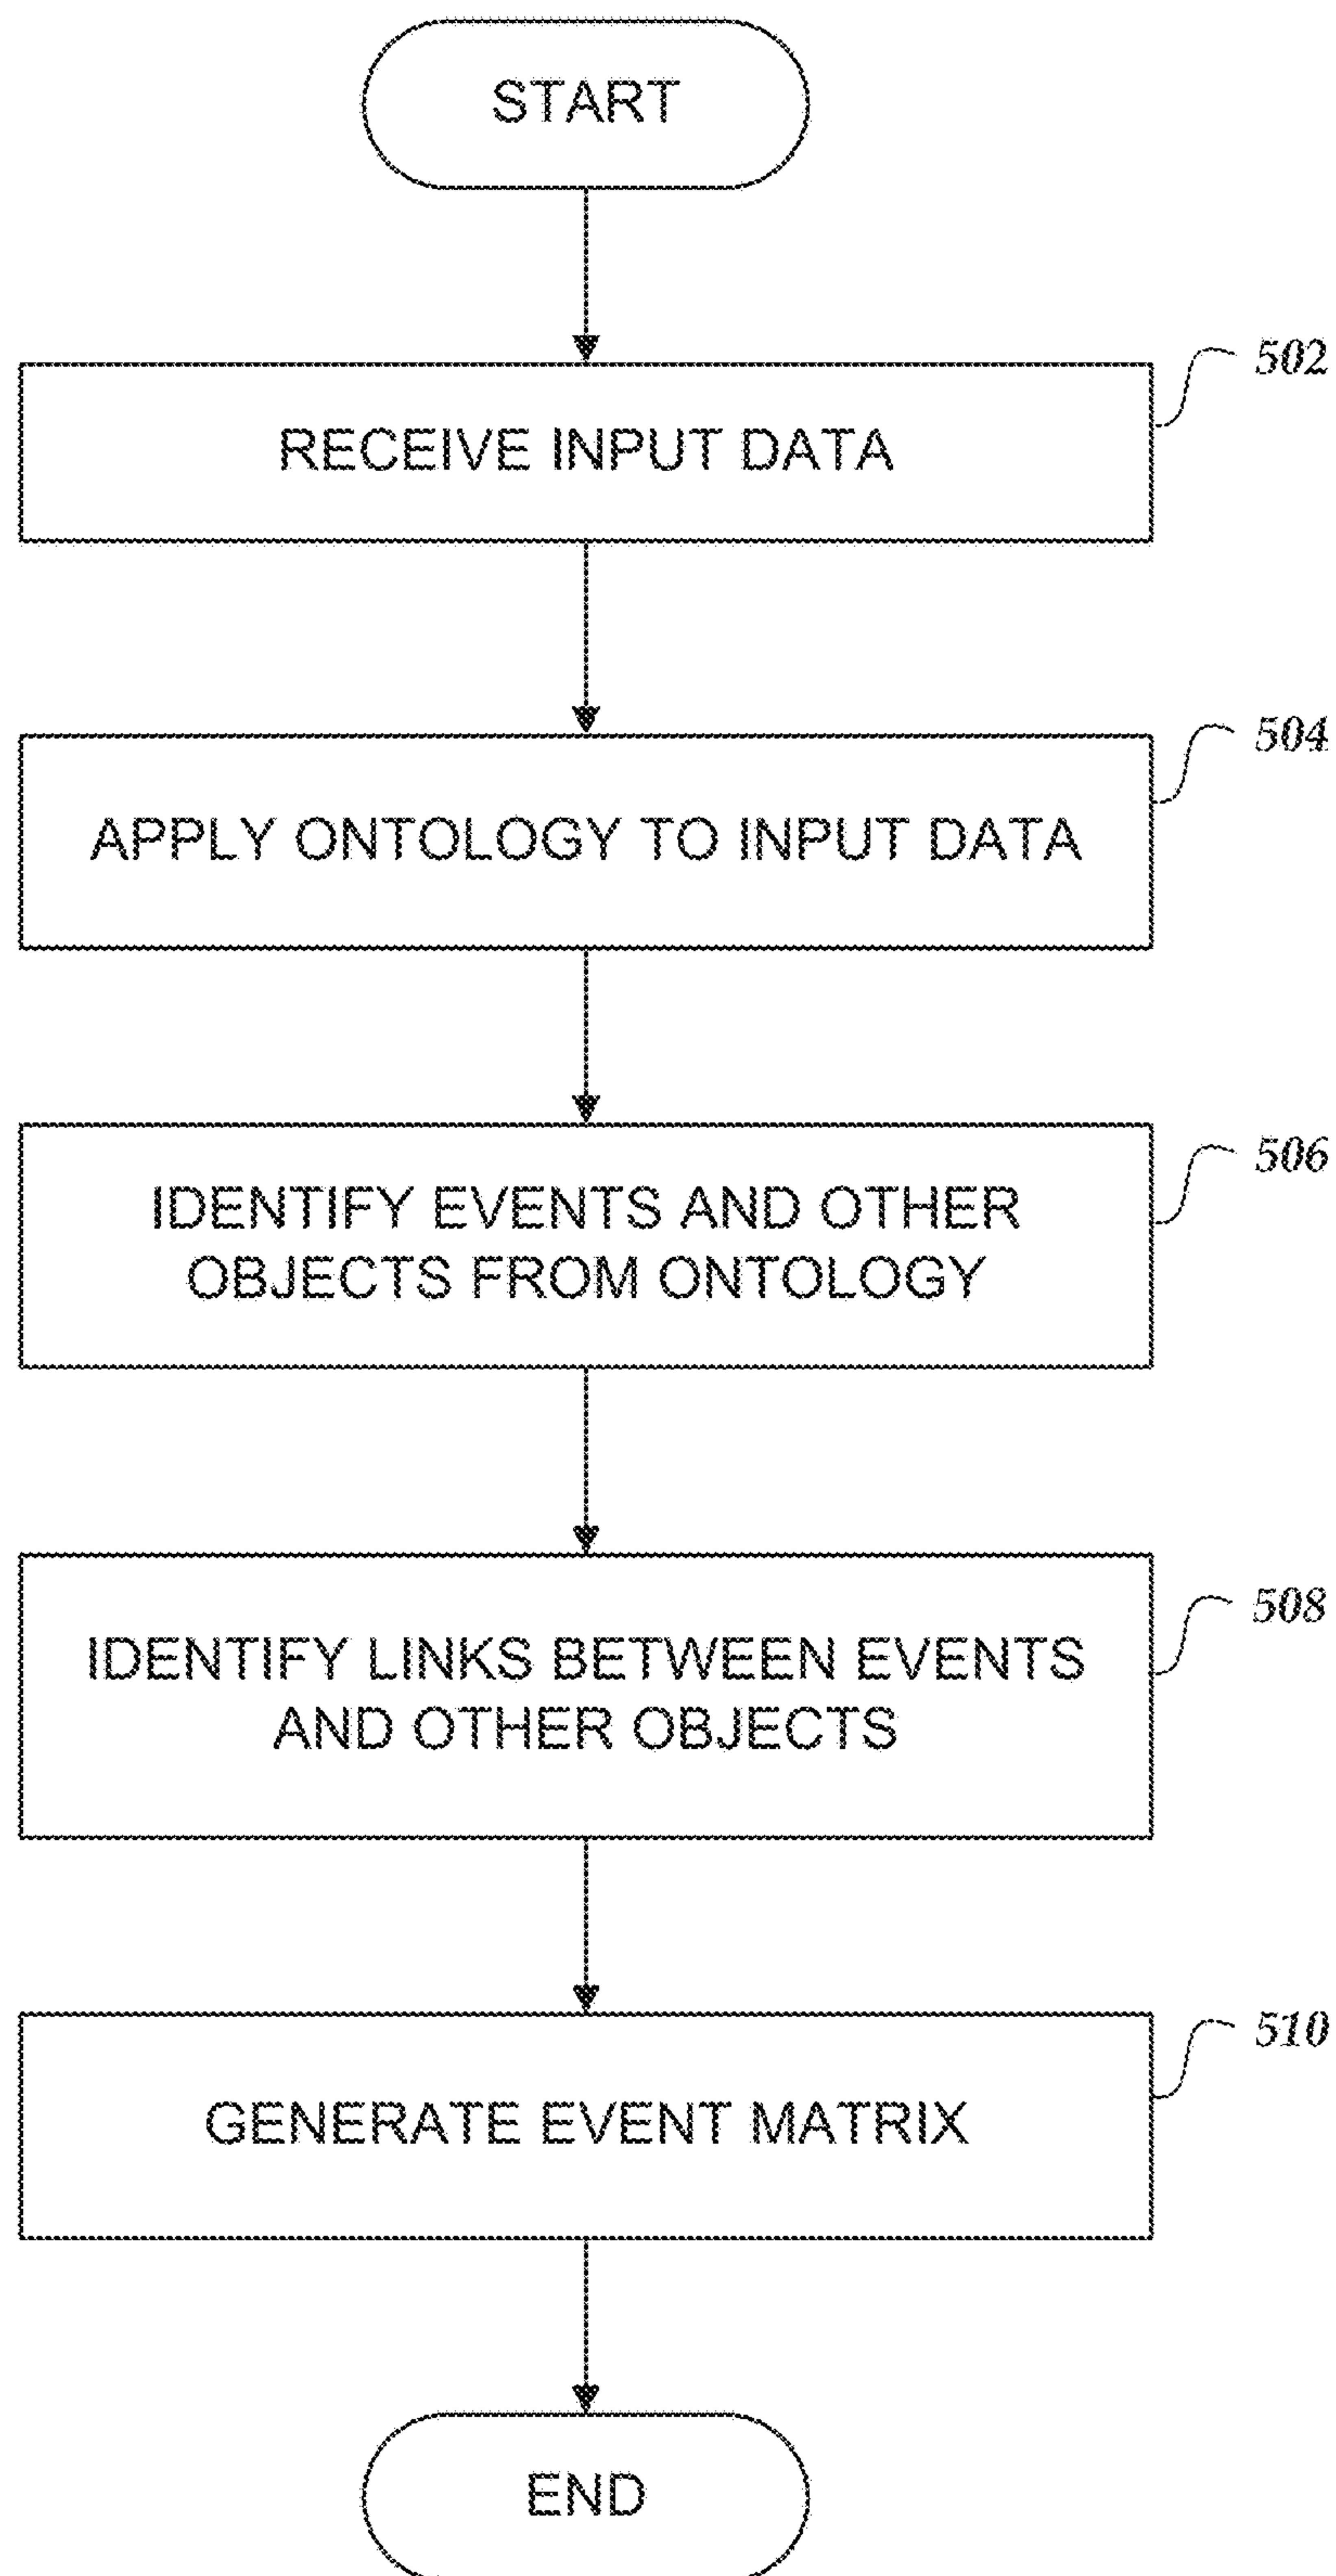 START
502
RECEIVE INPUT DATA
504
APPLY ONTOLOGY TO INPUT DATA
506
IDENTIFY EVENTS AND OTHER
OBJECTS FROM ONTOLOGY
508
IDENTIFY LINKS BETWEEN EVENTS
AND OTHER OBJECTS
510
GENERATE EVENT MATRIX
END